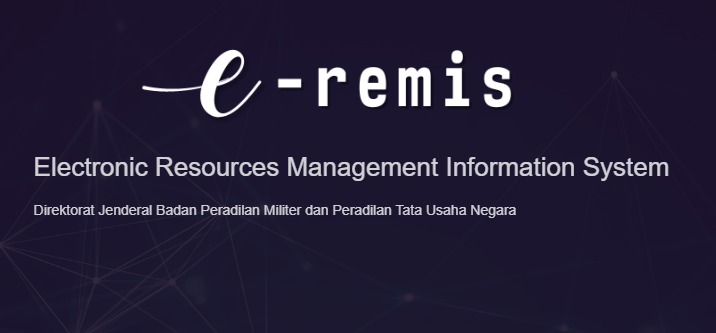 e-remis
Electronic Resources Management Information System
Direktorat Jenderal Badan Peradilan Militer dan Peradilan Tata Usaha Negara